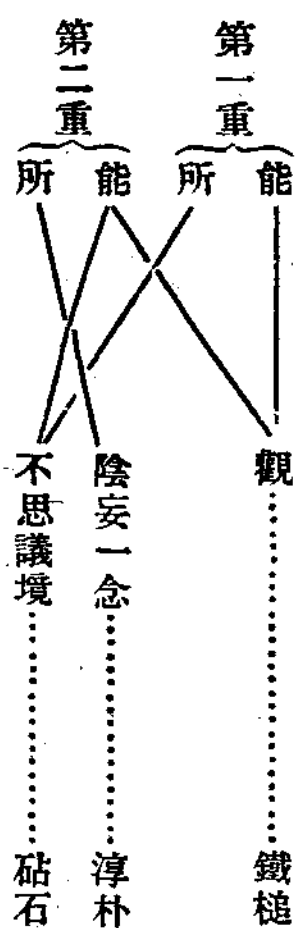 第一重
能
所
第二重
能
所
觀
陰妄一念
不思議境
鐵槌
淳朴
砧石